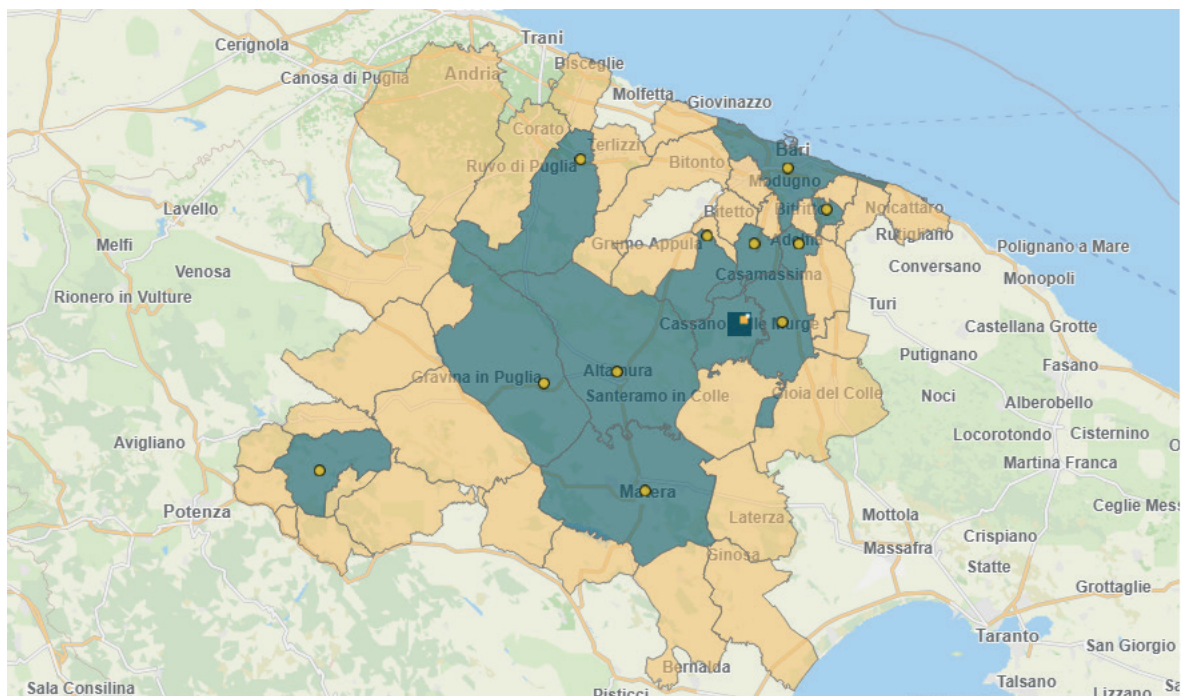 Trani
Cerignola
Bisceglie
Andria
Canosa di Puglia
Molfetta
Giovinazzo
Corato
Terlizzi
Bari
Ruvo di Puglia
Bitonto
Modugno
Lavello
Bitetto
Bitritto
Noicattaro
Rutigliano
Melfi
Grumo Appula
Adelfia
Polignano a Mare
Venosa
Casamassima
Conversano
Monopoli
Rionero in Vulture
Turi
Cassano delle Murge
Castellana Grotte
Putignano
Fasano
Gravina in Puglia
Altamura
Santeramo in Colle
Gioia del Colle
Noci
Alberobello
Avigliano
Locorotondo
Cisternino
Martina Franca
Matera
Potenza
Laterza
Mottola
Ceglie Mess
Crispiano
Ginosa
Massafra
Statte
Grottaglie
Taranto
San Giorgio
Bernalda
Talsano
Sala Consilina
Pisticci
Lizzano